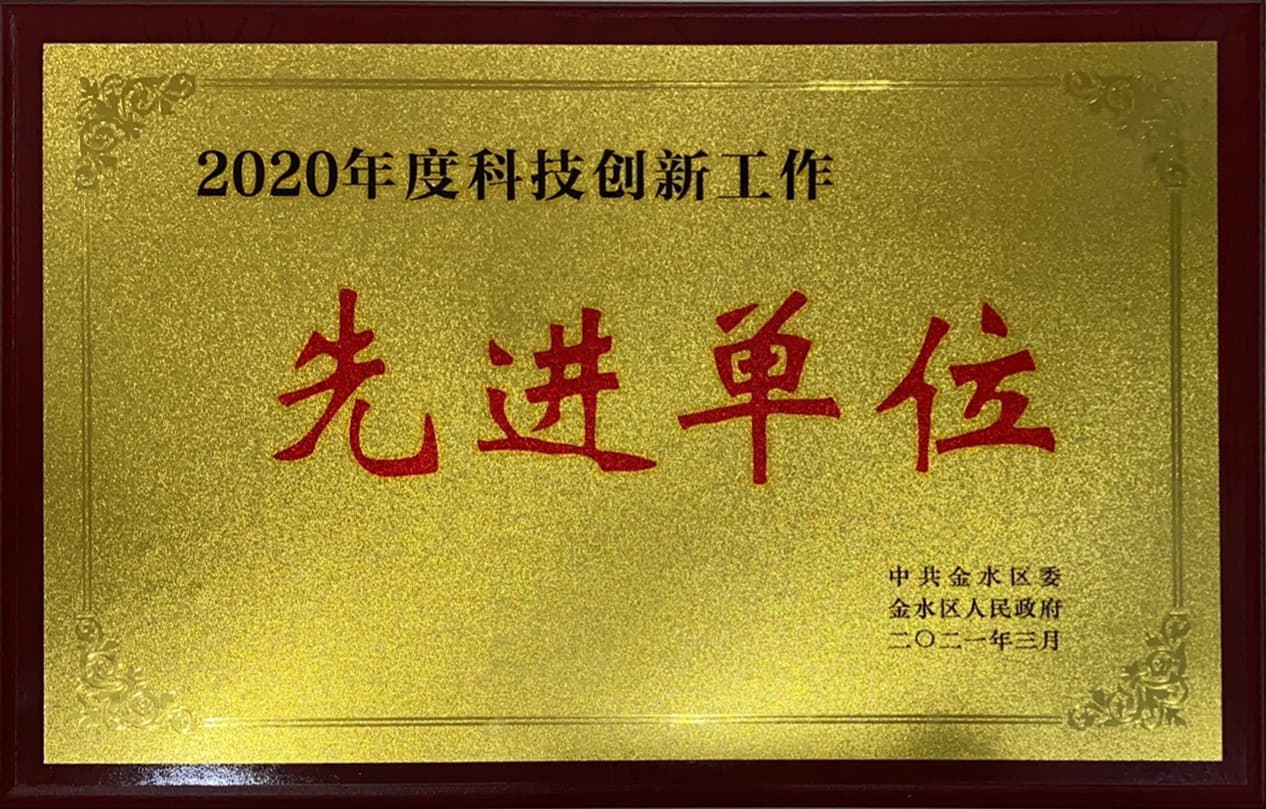 2020年度科技创新工作
先进单位
中共金水区委
金水区人民政府
二〇二一年三月